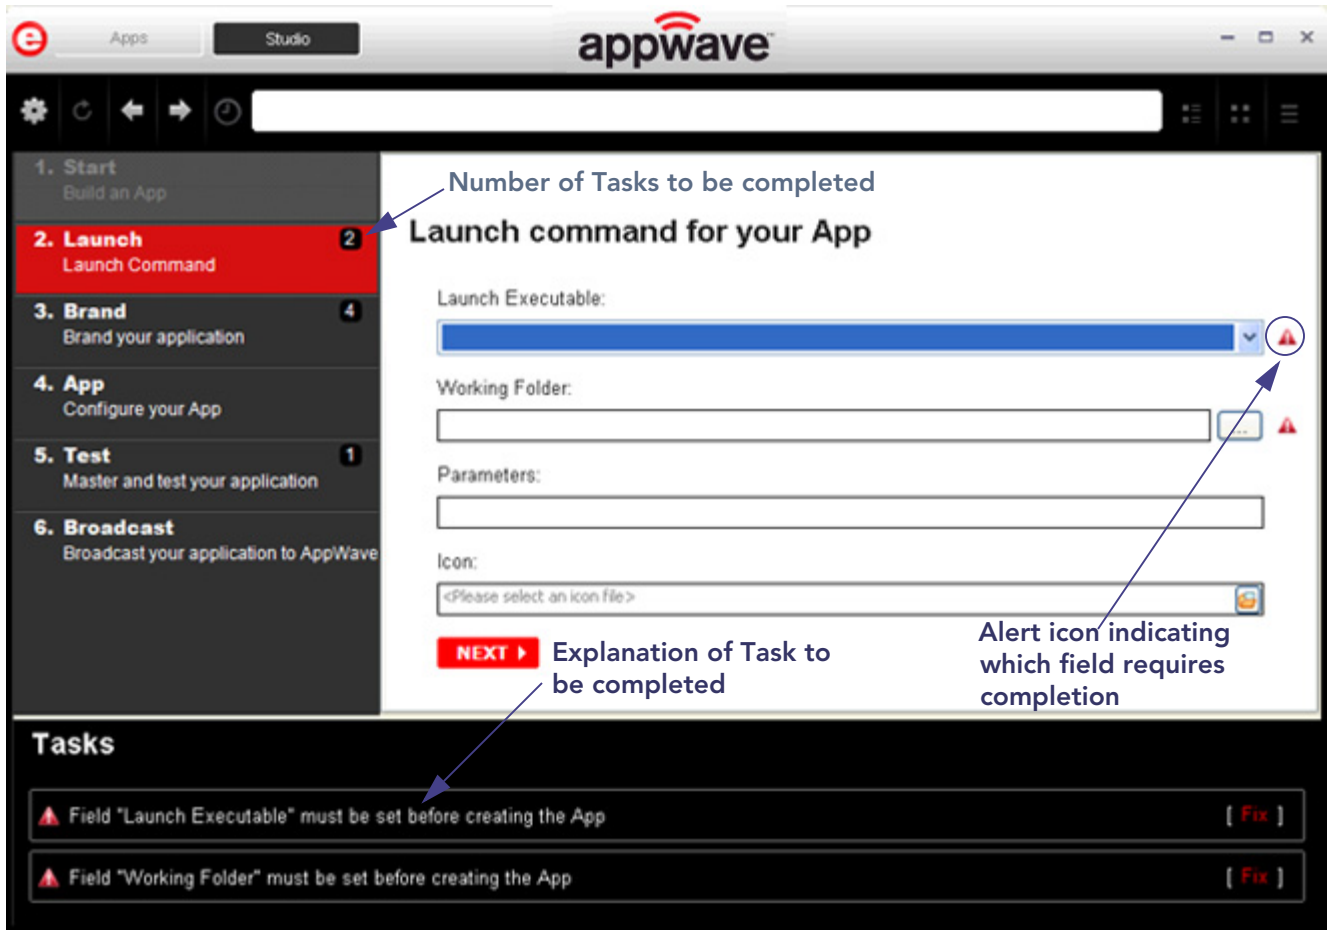 e
Apps
Studio
appwave™
1. Start
Build an App
2. Launch 2
Launch Command
3. Brand 4
Brand your application
4. App
Configure your App
5. Test 1
Master and test your application
6. Broadcast
Broadcast your application to AppWave
Number of Tasks to be completed
Launch command for your App
Launch Executable:
Working Folder:
...
Parameters:
Icon:
<Please select an icon file>
NEXT
Explanation of Task to
be completed
Alert icon indicating
which field requires
completion
Tasks
Field "Launch Executable" must be set before creating the App [ Fix ]
Field "Working Folder" must be set before creating the App [ Fix ]